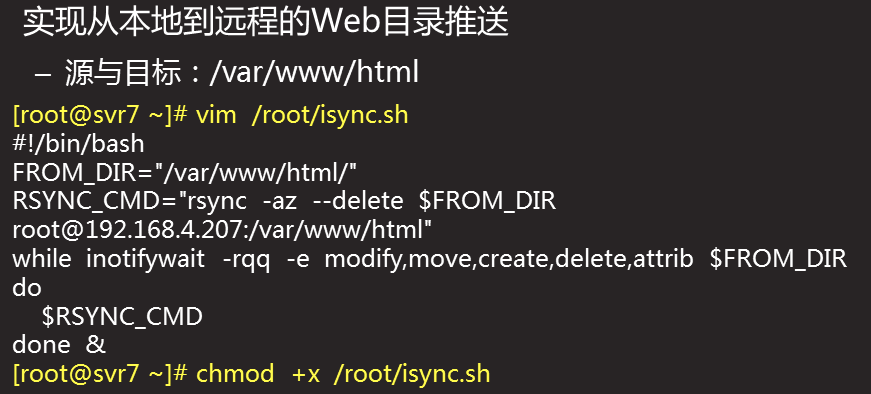 实现从本地到远程的Web目录推送
– 源与目标：/var/www/html
[root@svr7 ~]# vim /root/isync.sh
#!/bin/bash
FROM_DIR="/var/www/html/"
RSYNC_CMD="rsync -az --delete $FROM_DIR
root@192.168.4.207:/var/www/html"
while inotifywait -rqq -e modify,move,create,delete,attrib $FROM_DIR
do
$RSYNC_CMD
done &
[root@svr7 ~]# chmod +x /root/isync.sh